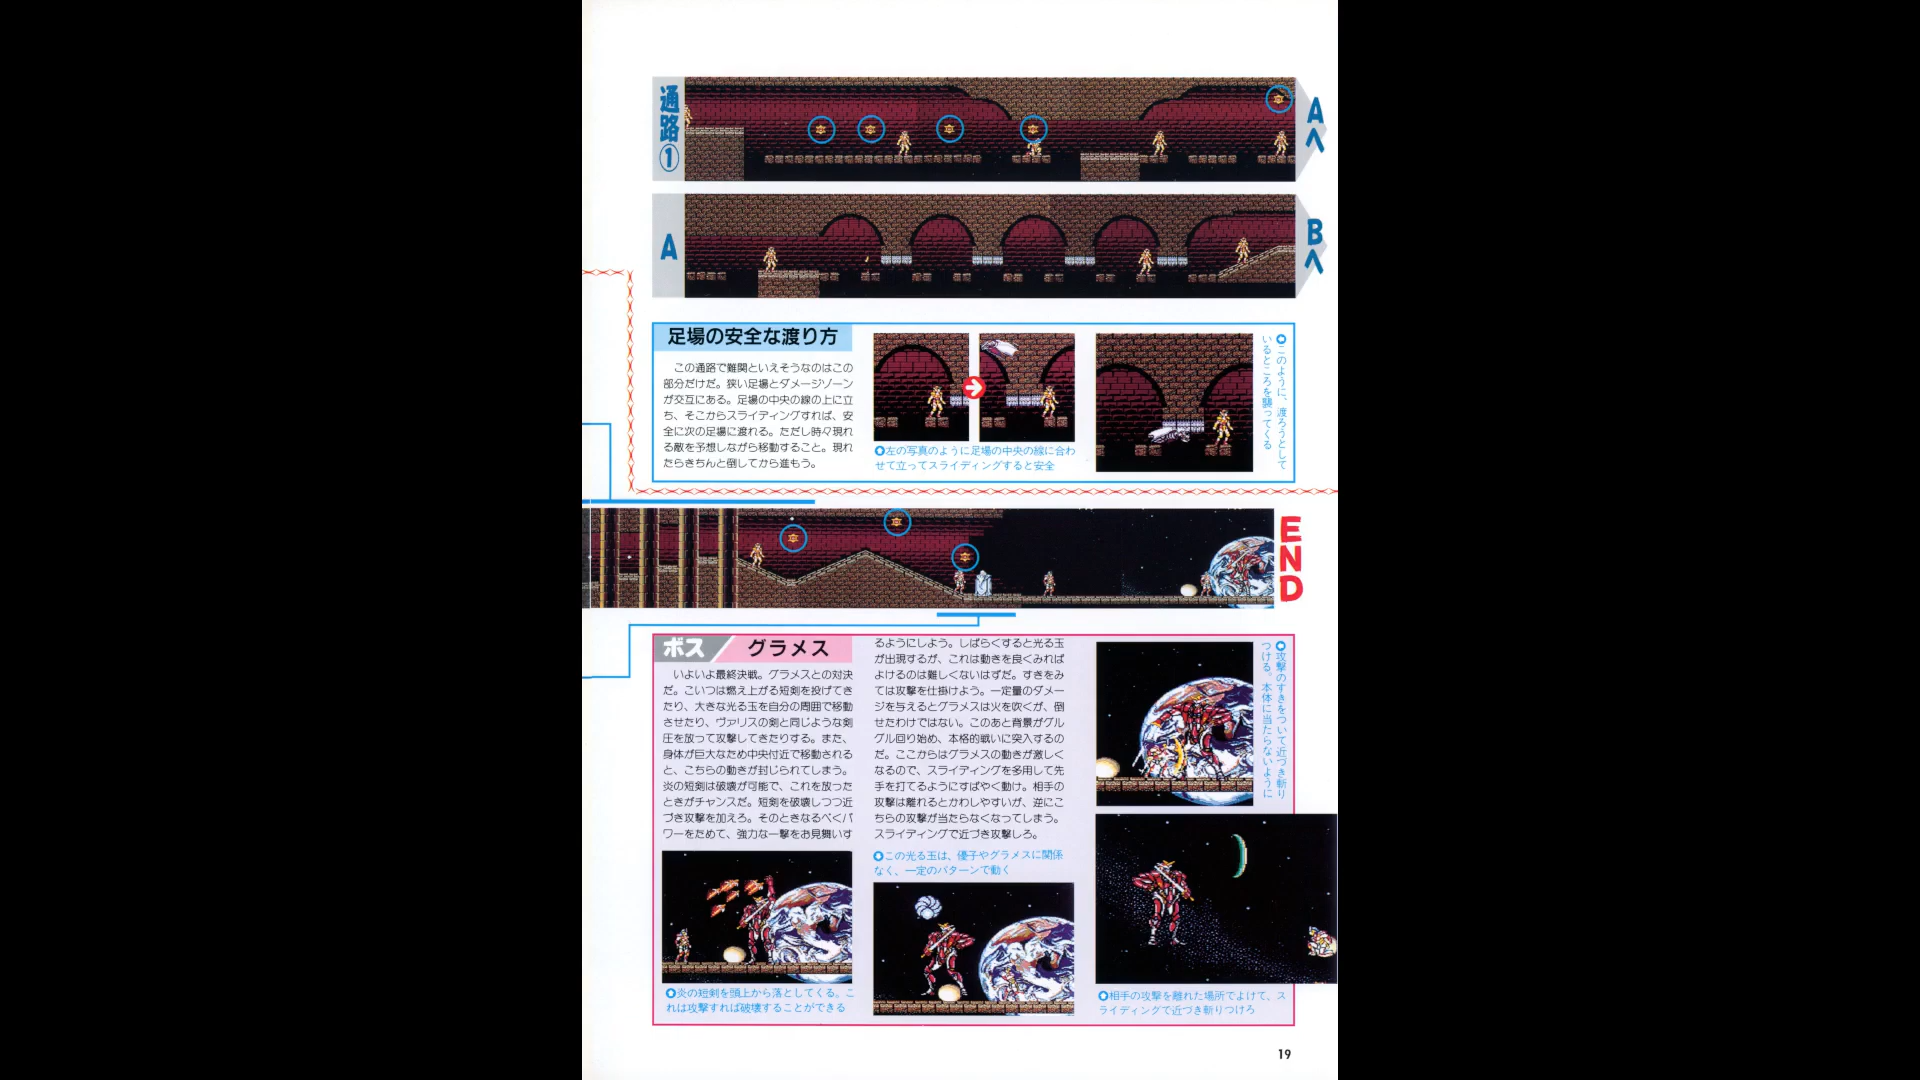 通路①
Aへ
A
Bへ
足場の安全な渡り方
この通路で難関といえそうなのはこの
部分だけだ。狭い足場とダメージゾーン
が交互にある。足場の中央の線の上に立
ち、そこからスライディングすれば、安
全に次の足場に渡れる。ただし時々現れ
る敵を予想しながら移動すること。現れ
たらきちんと倒してから進もう。
左の写真のように足場の中央の線に合わ
せて立ってスライディングすると安全
このように、渡ろうとして
いるところを襲ってくる
END
ボス グラメス
いよいよ最終決戦。グラメスとの対決
だ。こいつは燃え上がる短剣を投げてき
たり、大きな光る玉を自分の周囲で移動
させたり、ヴァリスの剣と同じような剣
圧を放って攻撃してきたりする。また、
身体が巨大なため中央付近で移動される
と、こちらの動きが封じられてしまう。
炎の短剣は破壊が可能で、これを放った
ときがチャンスだ。短剣を破壊しつつ近
づき攻撃を加えろ。そのときなるべくパ
ワーをためて、強力な一撃をお見舞いす
るようにしよう。しばらくすると光る玉
が出現するが、これは動きを良くみれば
よけるのは難しくないはずだ。すきをみ
ては攻撃を仕掛けよう。一定量のダメー
ジを与えるとグラメスは火を吹くが、倒
せたわけではない。このあと背景がグル
グル回り始め、本格的戦いに突入するの
だ。ここからはグラメスの動きが激しく
なるので、スライディングを多用して先
手を打てるようにすばやく動け。相手の
攻撃は離れるとかわしやすいが、逆にこ
ちらの攻撃が当たらなくなってしまう。
スライディングで近づき攻撃しろ。
攻撃のすきをついて近づき斬り
つける。本体に当たらないように
炎の短剣を頭上から落としてくる。こ
れは攻撃すれば破壊することができる
この光る玉は、優子やグラメスに関係
なく、一定のパターンで動く
相手の攻撃を離れた場所でよけて、ス
ライディングで近づき斬りつけろ
19